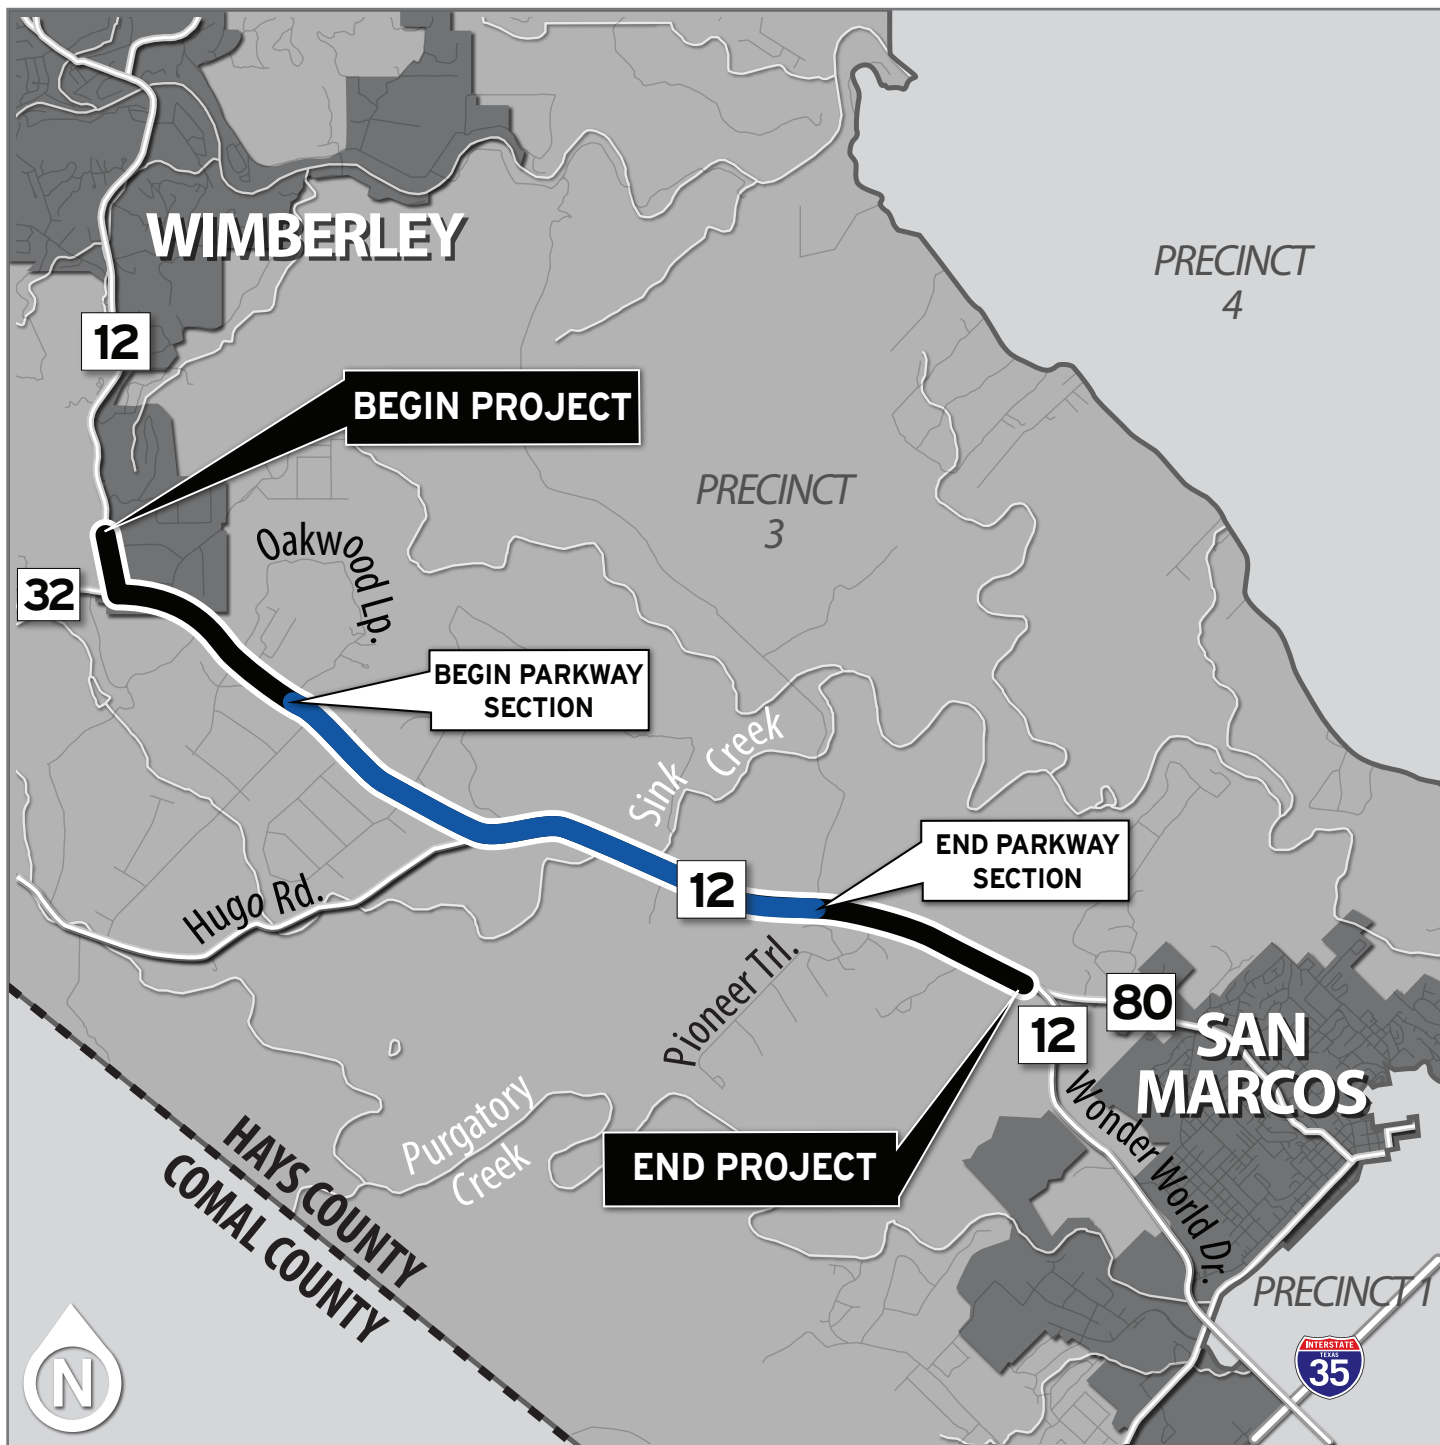 WIMBERLEY
PRECINCT
4
12
BEGIN PROJECT
PRECINCT
3
Oakwood Lp.
32
BEGIN PARKWAY
SECTION
Sink Creek
END PARKWAY
SECTION
12
Hugo Rd.
Pioneer Trl.
80
12
SAN
MARCOS
Wonder World Dr.
Purgatory
Creek
END PROJECT
HAYS COUNTY
COMAL COUNTY
PRECINCT 1
INTERSTATE
TEXAS
35
N